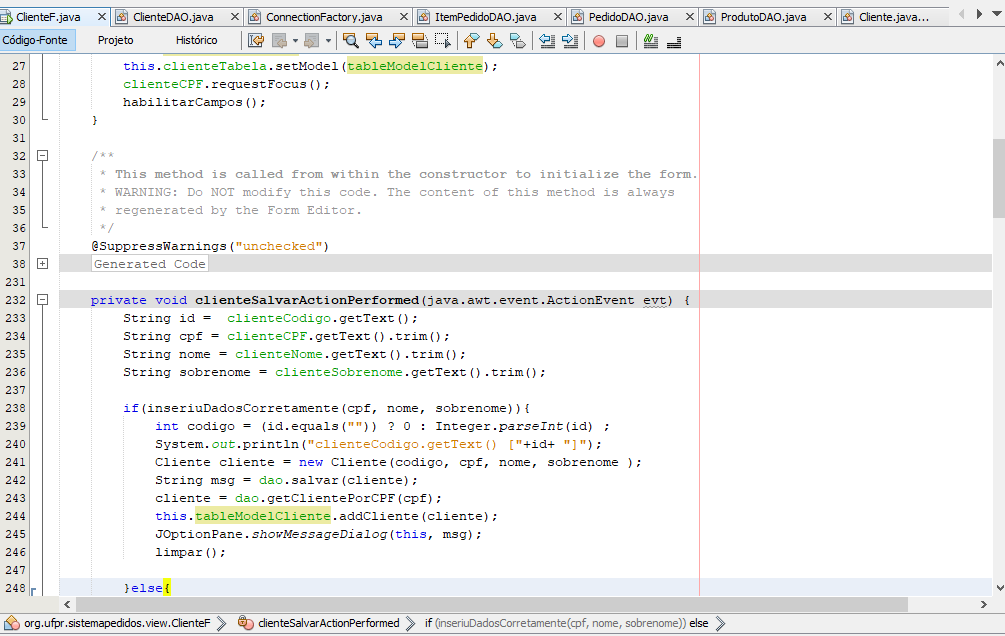 ClienteF.java × ClienteDAO.java × ConnectionFactory.java × ItemPedidoDAO.java × PedidoDAO.java × ProdutoDAO.java × Cliente.java...
Código-Fonte Projeto Histórico
27 this.clienteTabela.setModel(tableModelCliente);
28 clienteCPF.requestFocus();
29 habilitarCampos();
30 }
31
32 /**
33 * This method is called from within the constructor to initialize the form.
34 * WARNING: Do NOT modify this code. The content of this method is always
35 * regenerated by the Form Editor.
36 */
37 @SuppressWarnings("unchecked")
38 Generated Code
231
232 private void clienteSalvarActionPerformed(java.awt.event.ActionEvent evt) {
233 String id =  clienteCodigo.getText();
234 String cpf = clienteCPF.getText().trim();
235 String nome = clienteNome.getText().trim();
236 String sobrenome = clienteSobrenome.getText().trim();
237
238 if(inseriuDadosCorretamente(cpf, nome, sobrenome)){
239 int codigo = (id.equals("")) ? 0 : Integer.parseInt(id) ;
240 System.out.println("clienteCodigo.getText() ["+id+ "]");
241 Cliente cliente = new Cliente(codigo, cpf, nome, sobrenome );
242 String msg = dao.salvar(cliente);
243 cliente = dao.getClientePorCPF(cpf);
244 this.tableModelCliente.addCliente(cliente);
245 JOptionPane.showMessageDialog(this, msg);
246 limpar();
247
248 }else{
org.ufpr.sistemapedidos.view.ClienteF clienteSalvarActionPerformed if (inseriuDadosCorretamente(cpf, nome, sobrenome)) else